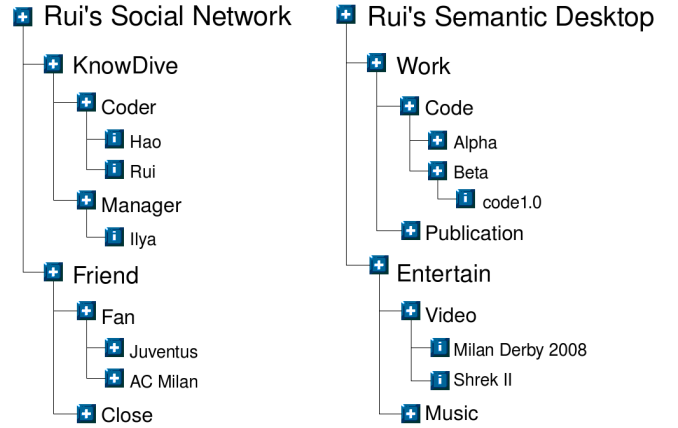 Rui's Social Network
KnowDive
Coder
Hao
Rui
Manager
Ilya
Friend
Fan
Juventus
AC Milan
Close
Rui's Semantic Desktop
Work
Code
Alpha
Beta
code1.0
Publication
Entertain
Video
Milan Derby 2008
Shrek II
Music